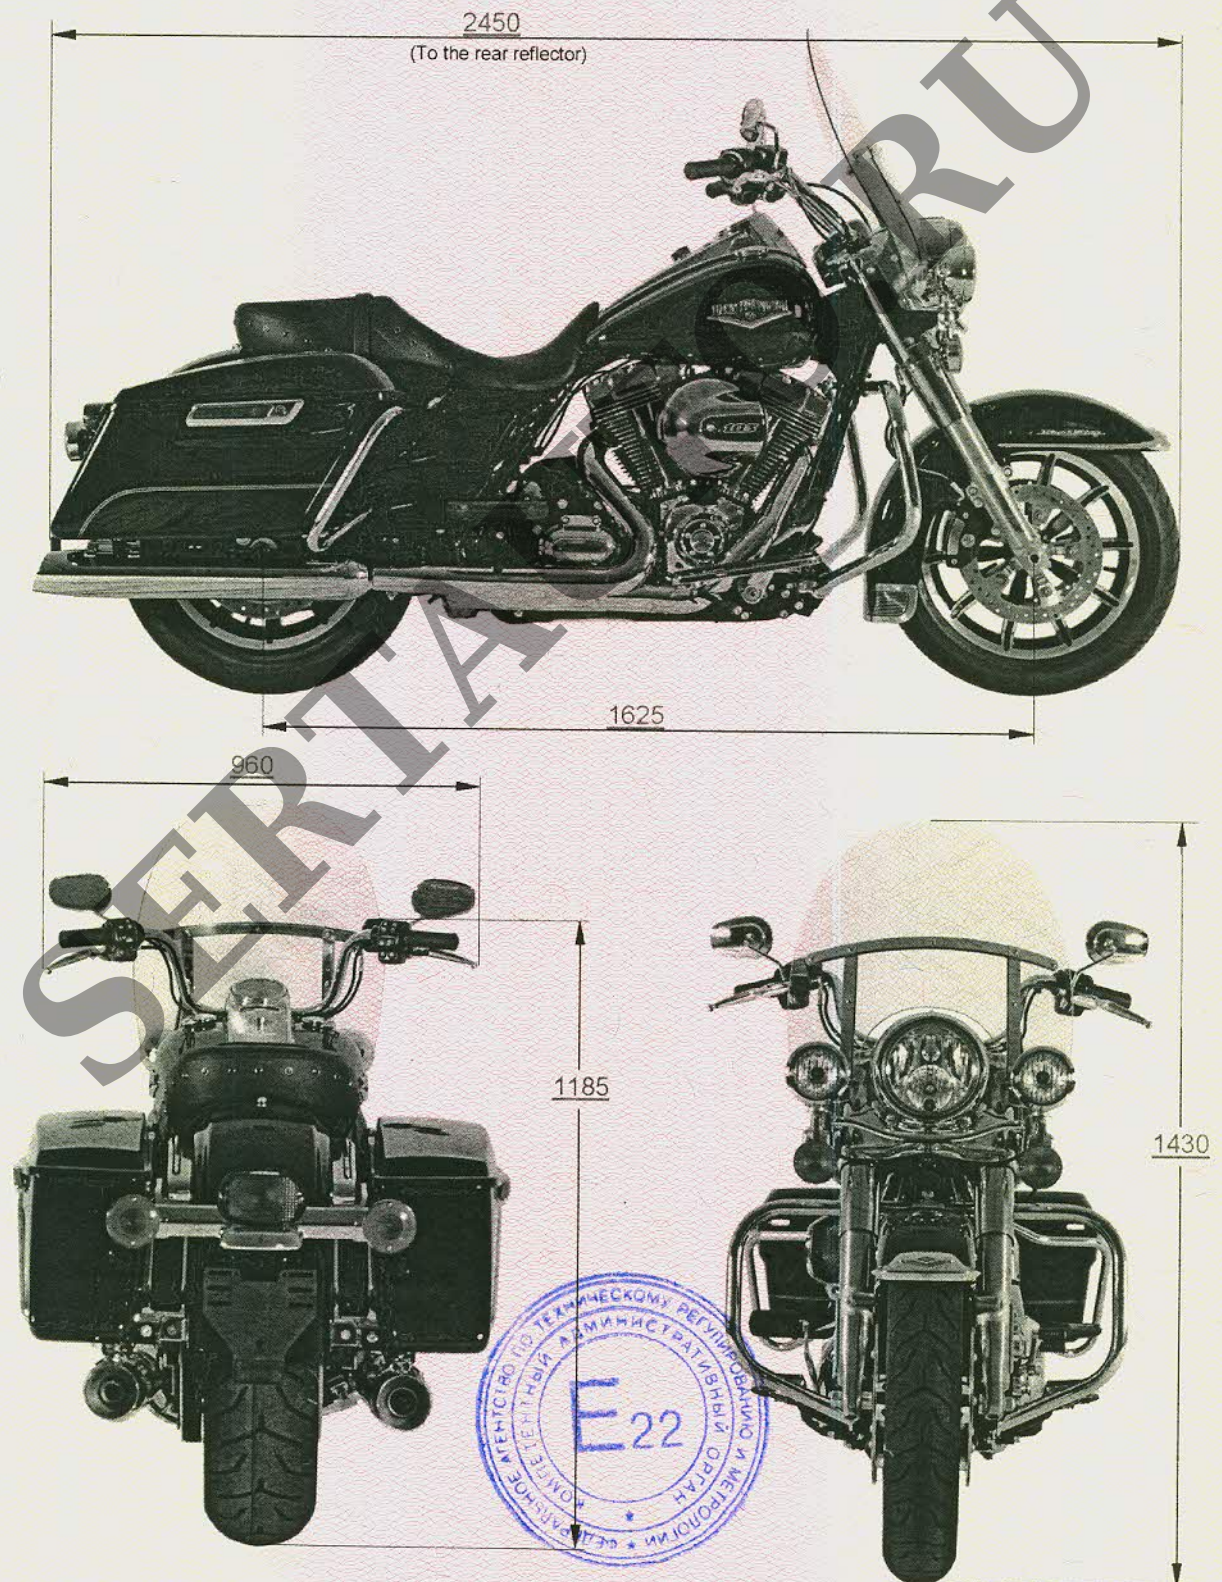 2450
(To the rear reflector)
SERTAUTO.RU
103
1625
960
1185
1430
ФЕДЕРАЛЬНОЕ АГЕНТСТВО ПО ТЕХНИЧЕСКОМУ РЕГУЛИРОВАНИЮ И МЕТРОЛОГИИ
КОМПЕТЕНТНЫЙ АДМИНИСТРАТИВНЫЙ ОРГАН
E22